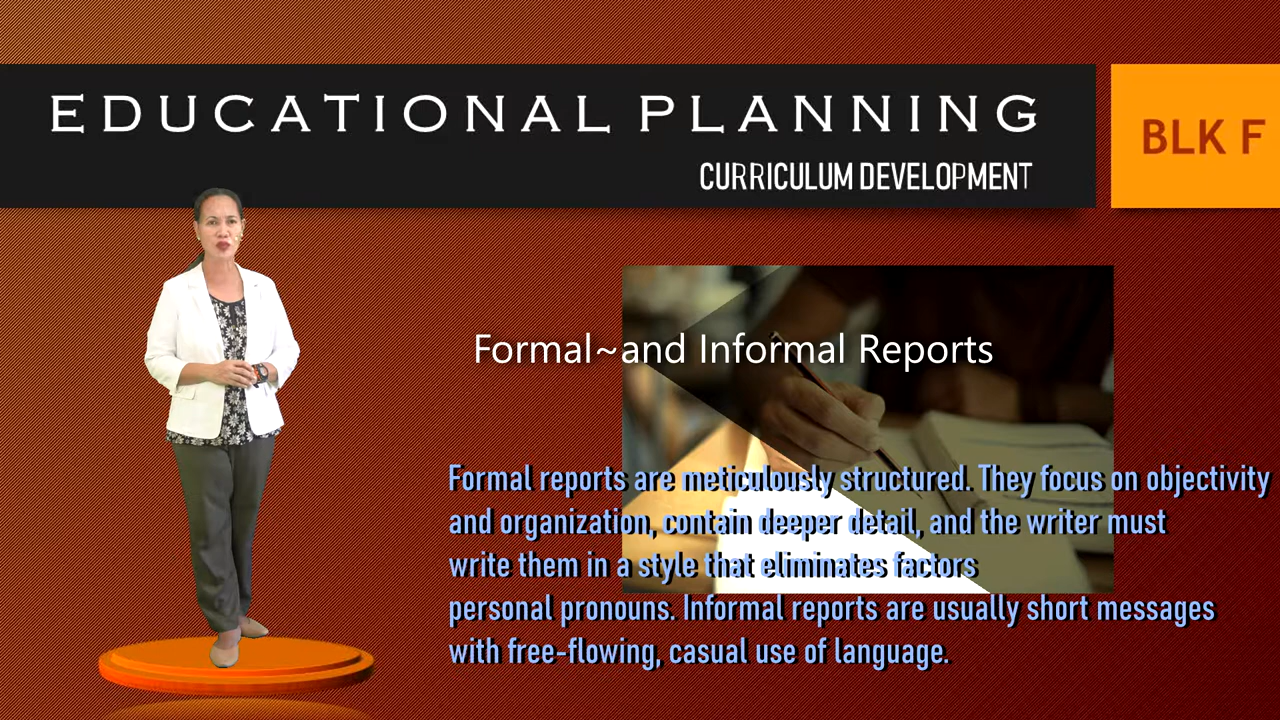 EDUCATIONAL PLANNING
CURRICULUM DEVELOPMENT
BLK F
Formal~and Informal Reports
Formal reports are meticulously structured. They focus on objectivity
and organization, contain deeper detail, and the writer must
write them in a style that eliminates factors
personal pronouns. Informal reports are usually short messages
with free-flowing, casual use of language.